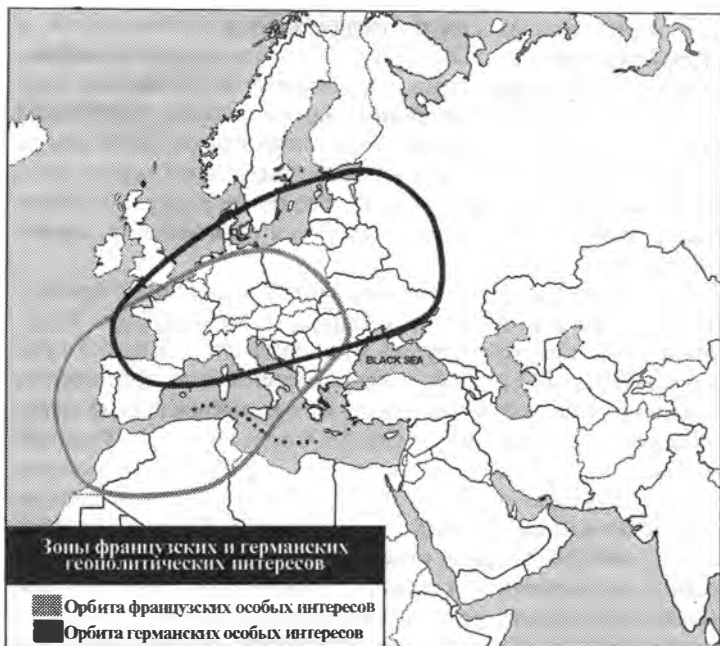 BLACK SEA
Зоны французских и германских
геополитических интересов
Орбита французских особых интересов
Орбита германских особых интересов